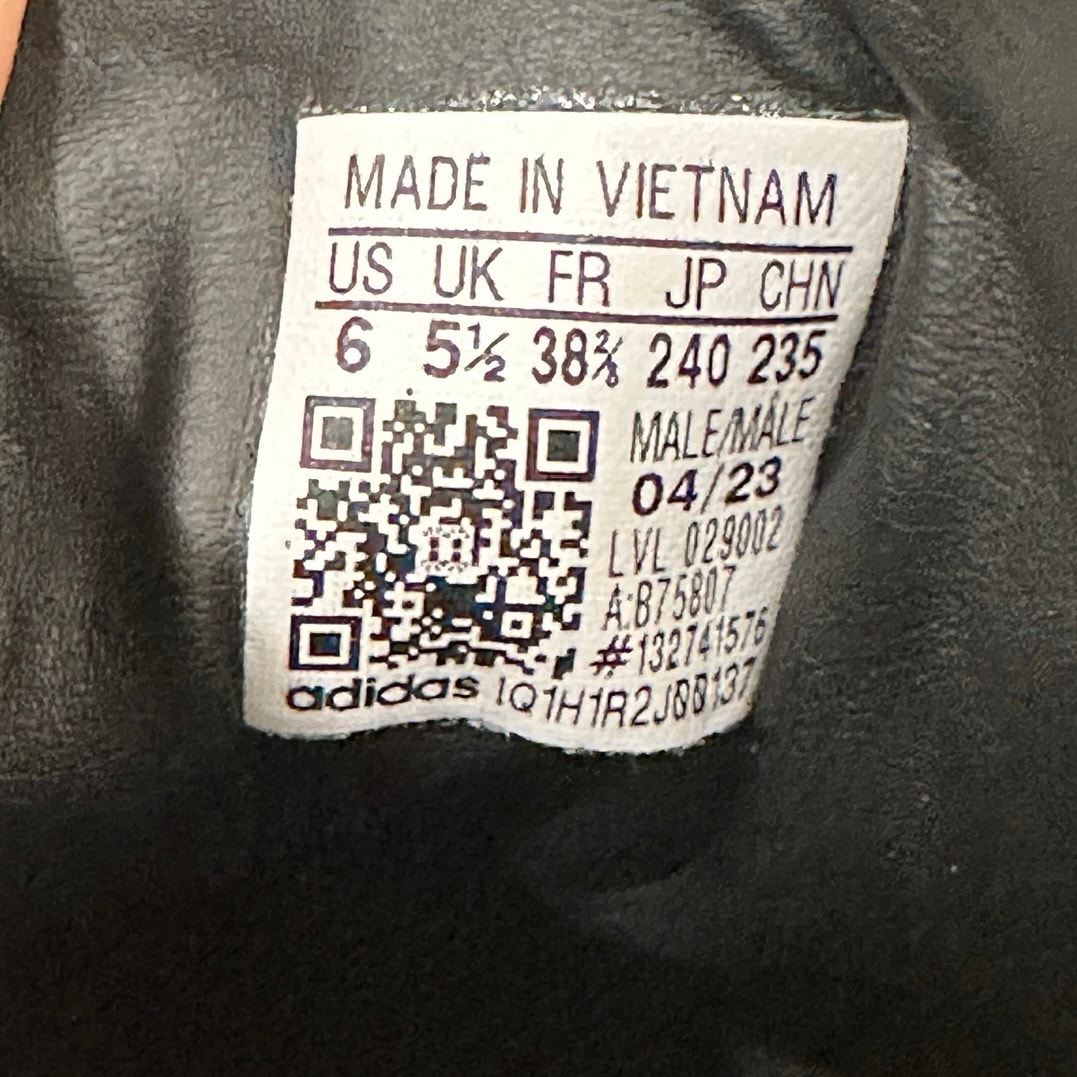 MADE IN VIETNAM
US UK FR JP CHN
6 5½ 38⅔ 240 235
MALE/MÂLE
04/23
LVL 029002
A:B75807
#132741576
adidas